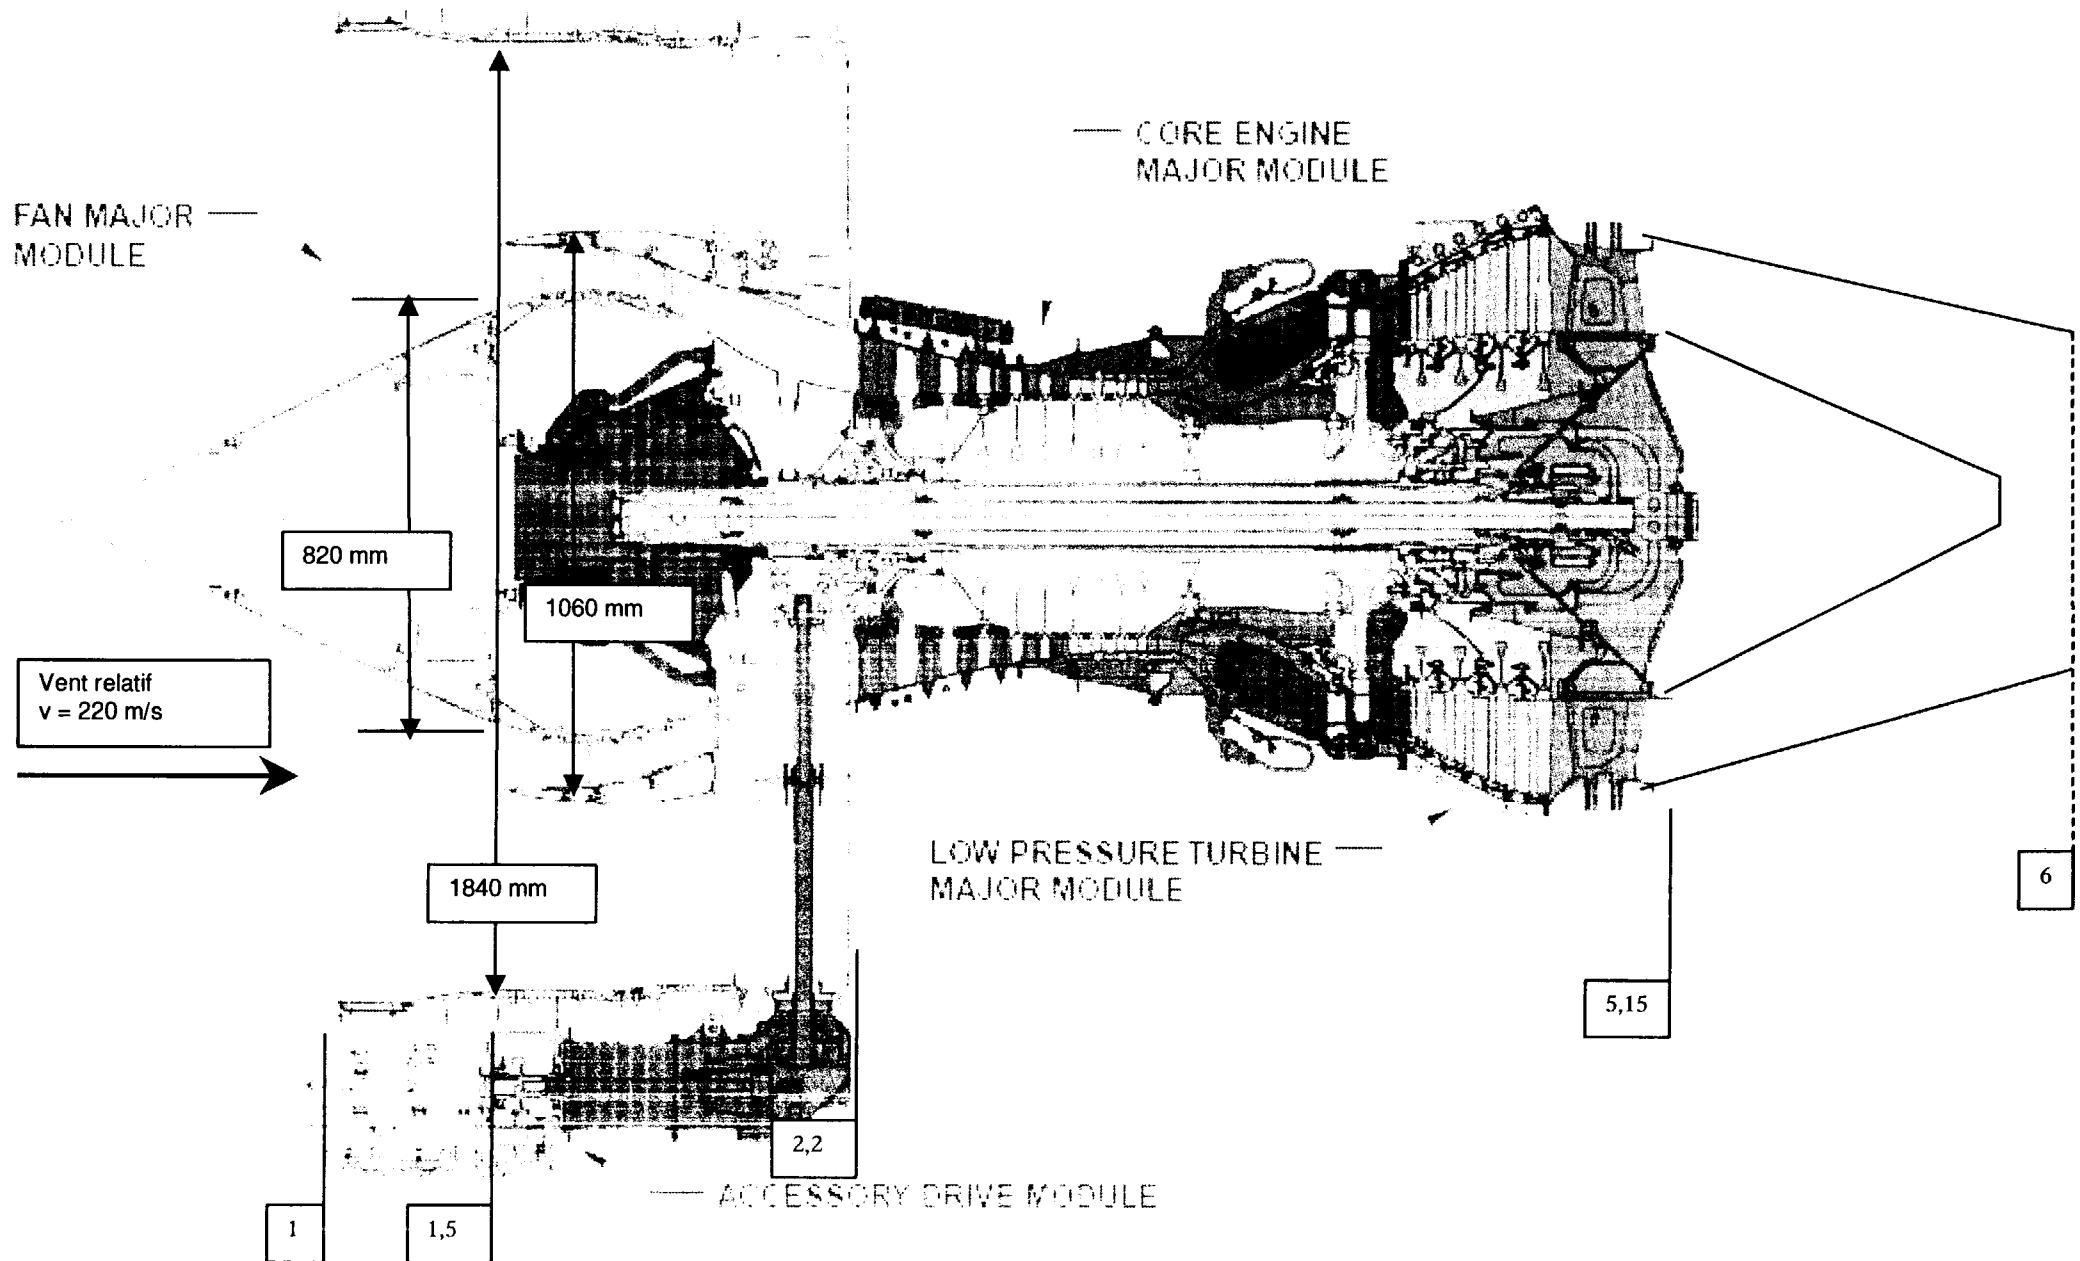 CORE ENGINE
MAJOR MODULE
FAN MAJOR
MODULE
820 mm
1060 mm
Vent relatif
v = 220 m/s
LOW PRESSURE TURBINE
MAJOR MODULE
1840 mm
6
5,15
2,2
ACCESSORY DRIVE MODULE
1
1,5